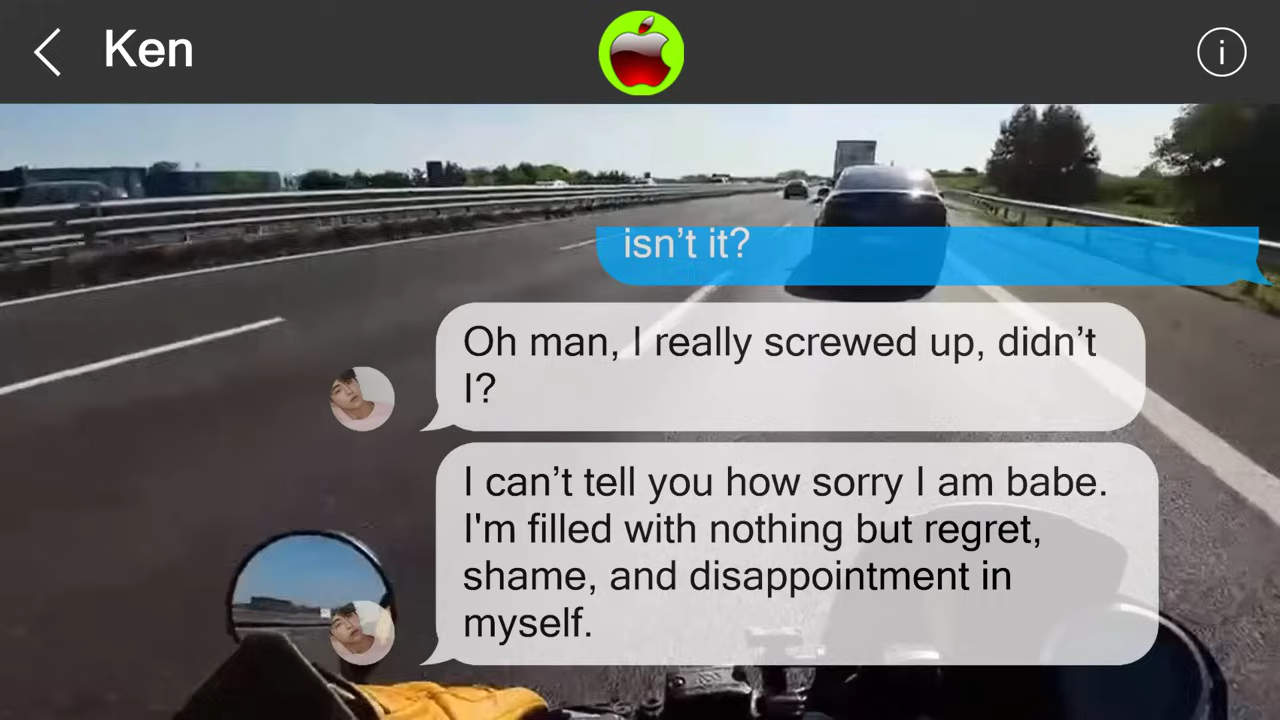 Ken
i
isn’t it?
Oh man, I really screwed up, didn’t
I?
I can’t tell you how sorry I am babe.
I'm filled with nothing but regret,
shame, and disappointment in
myself.